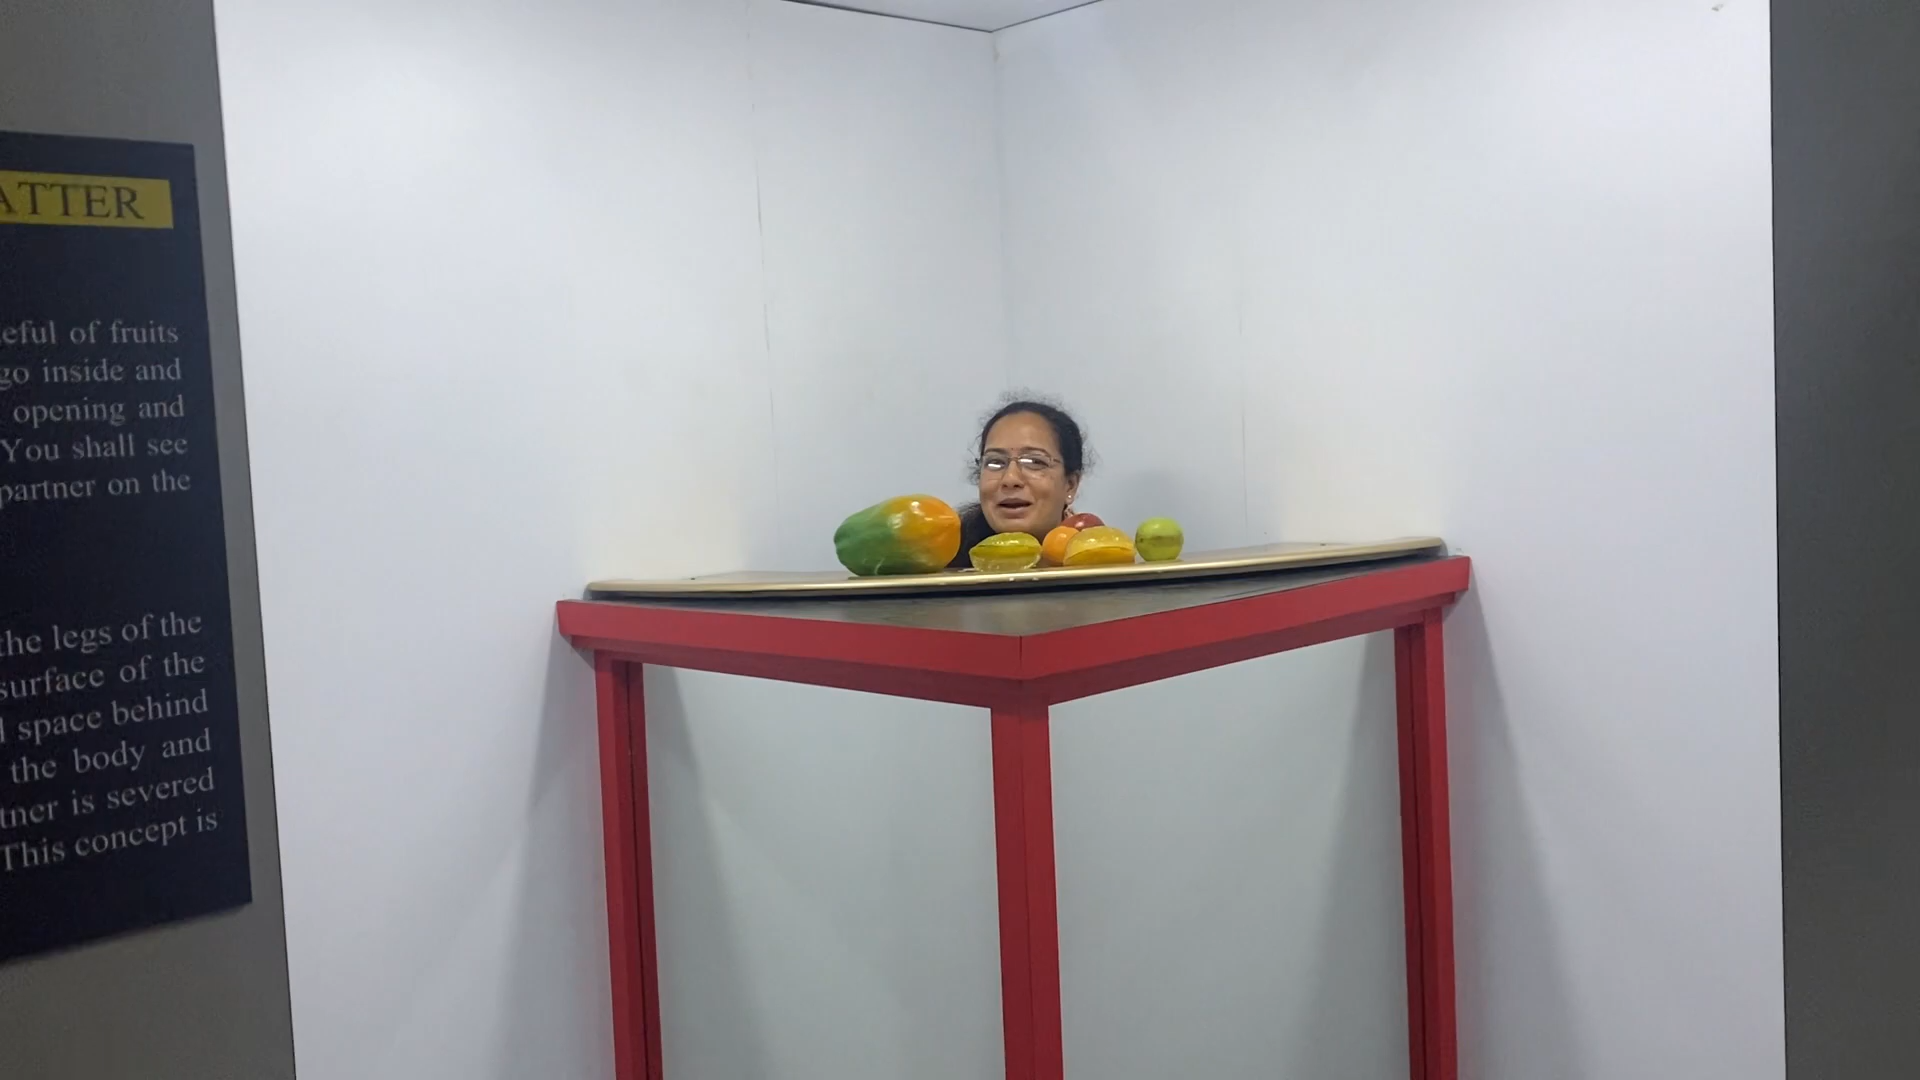 ATTER
eful of fruits
go inside and
opening and
You shall see
partner on the
the legs of the
surface of the
space behind
the body and
tner is severed
This concept is